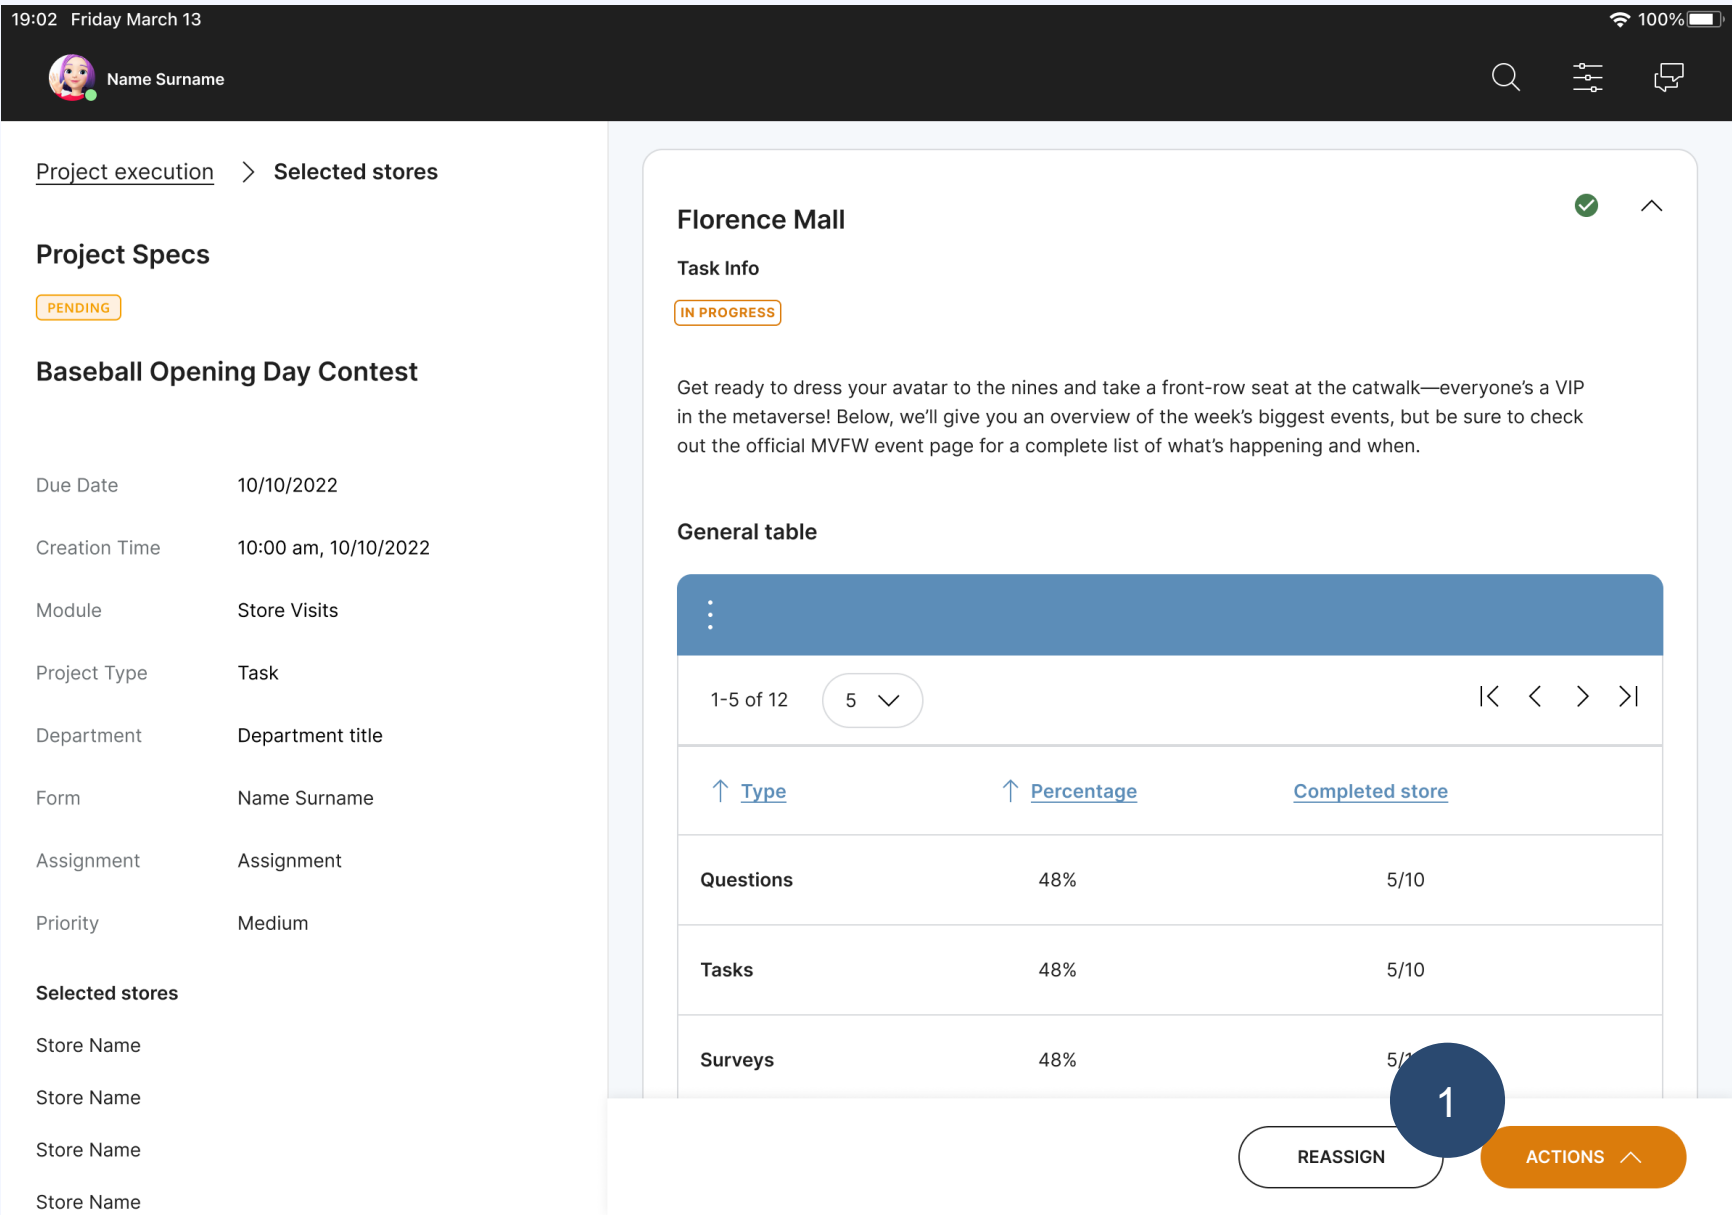 19:02 Friday March 13
100%
Name Surname
Project execution
Selected stores
Project Specs
PENDING
Baseball Opening Day Contest
Due Date 10/10/2022
Creation Time 10:00 am, 10/10/2022
Module Store Visits
Project Type Task
Department Department title
Form Name Surname
Assignment Assignment
Priority Medium
Selected stores
Store Name
Store Name
Store Name
Store Name
Florence Mall
Task Info
IN PROGRESS
Get ready to dress your avatar to the nines and take a front-row seat at the catwalk—everyone's a VIP
in the metaverse! Below, we'll give you an overview of the week's biggest events, but be sure to check
out the official MVFW event page for a complete list of what's happening and when.
General table
1-5 of 12 5
Type Percentage Completed store
Questions 48% 5/10
Tasks 48% 5/10
Surveys 48%
1
REASSIGN
ACTIONS